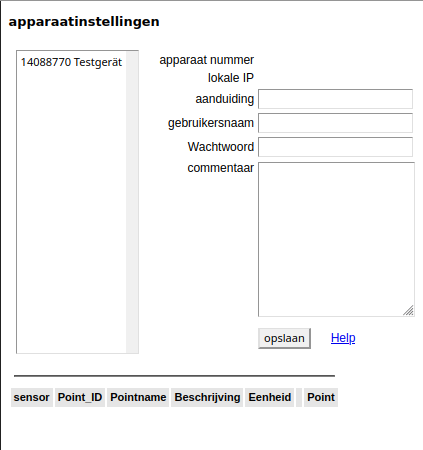 apparaatinstellingen
14088770 Testgerät
apparaat nummer
lokale IP
aanduiding
gebruikersnaam
Wachtwoord
commentaar
opslaan Help
sensor Point_ID Pointname Beschrijving Eenheid Point